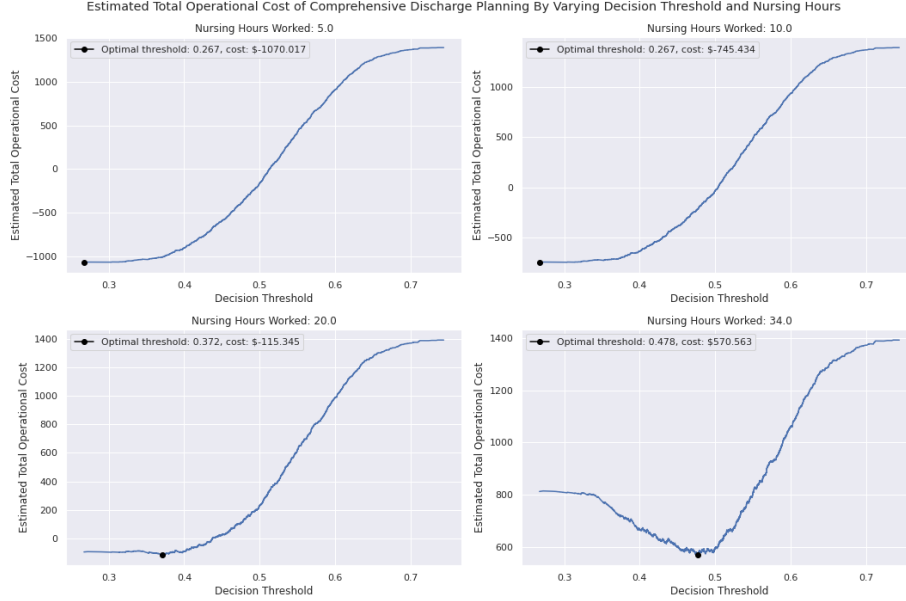 Estimated Total Operational Cost of Comprehensive Discharge Planning By Varying Decision Threshold and Nursing Hours
Nursing Hours Worked: 5.0
Optimal threshold: 0.267, cost: $-1070.017
Estimated Total Operational Cost
1500
1000
500
0
−500
−1000
0.3 0.4 0.5 0.6 0.7
Decision Threshold
Nursing Hours Worked: 10.0
Optimal threshold: 0.267, cost: $-745.434
Estimated Total Operational Cost
1000
500
0
−500
0.3 0.4 0.5 0.6 0.7
Decision Threshold
Nursing Hours Worked: 20.0
Optimal threshold: 0.372, cost: $-115.345
Estimated Total Operational Cost
1400
1200
1000
800
600
400
200
0
0.3 0.4 0.5 0.6 0.7
Decision Threshold
Nursing Hours Worked: 34.0
Optimal threshold: 0.478, cost: $570.563
Estimated Total Operational Cost
1400
1200
1000
800
600
0.3 0.4 0.5 0.6 0.7
Decision Threshold